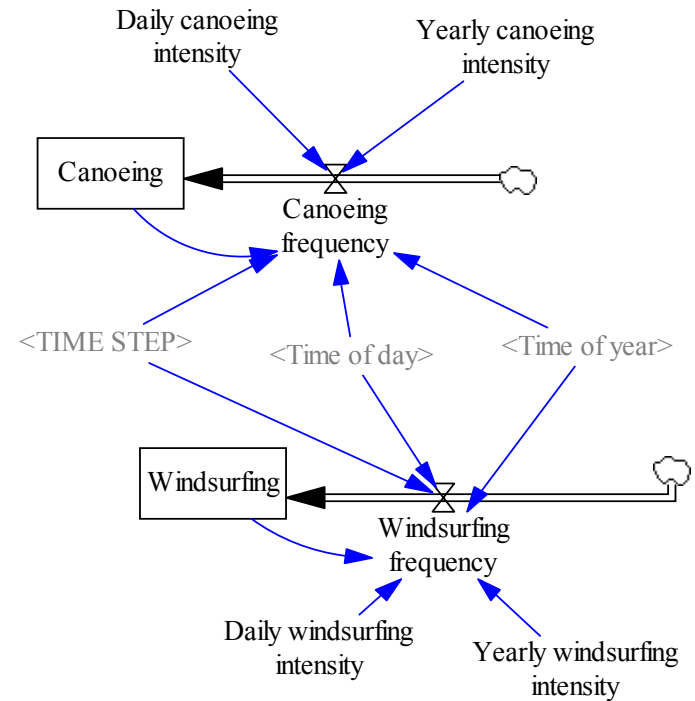 Daily canoeing
intensity
Yearly canoeing
intensity
Canoeing
Canoeing
frequency
<TIME STEP>
<Time of day>
<Time of year>
Windsurfing
Windsurfing
frequency
Daily windsurfing
intensity
Yearly windsurfing
intensity